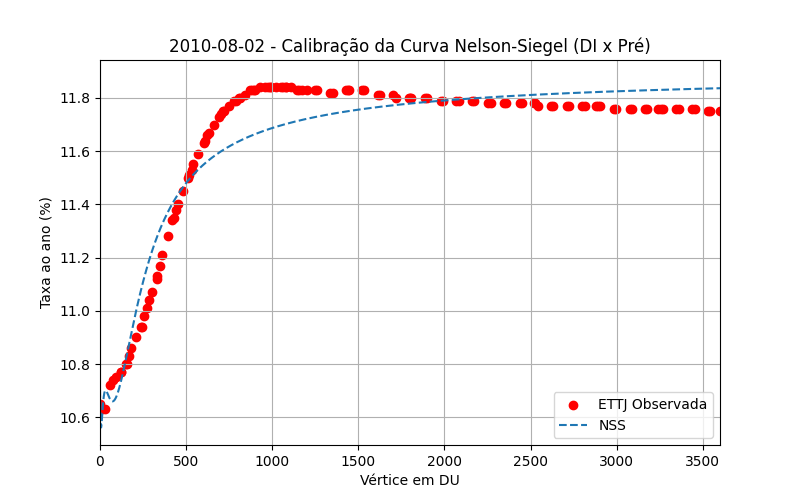 2010-08-02 - Calibração da Curva Nelson-Siegel (DI x Pré)
Taxa ao ano (%)
11.8
11.6
11.4
11.2
11.0
10.8
10.6
ETTJ Observada
NSS
0 500 1000 1500 2000 2500 3000 3500
Vértice em DU